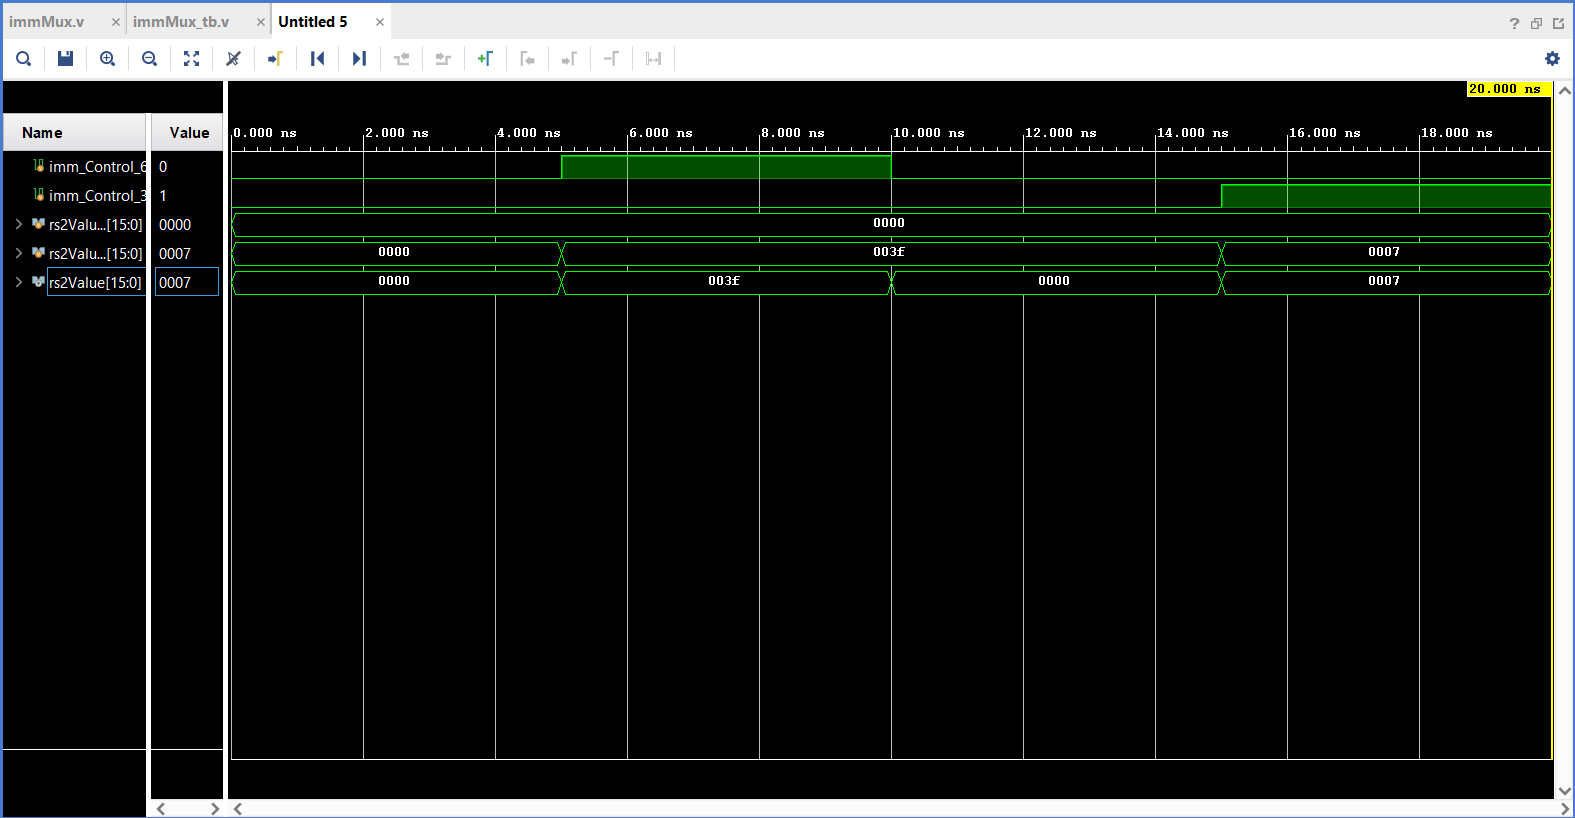 immMux.v × immMux_tb.v × Untitled 5 ×
?
20.000 ns
Name Value 0.000 ns 2.000 ns 4.000 ns 6.000 ns 8.000 ns 10.000 ns 12.000 ns 14.000 ns 16.000 ns 18.000 ns
imm_Control_6 0
imm_Control_3 1
rs2Valu...[15:0] 0000 0000
rs2Valu...[15:0] 0007 0000 003f 0007
rs2Value[15:0] 0007 0000 003f 0000 0007